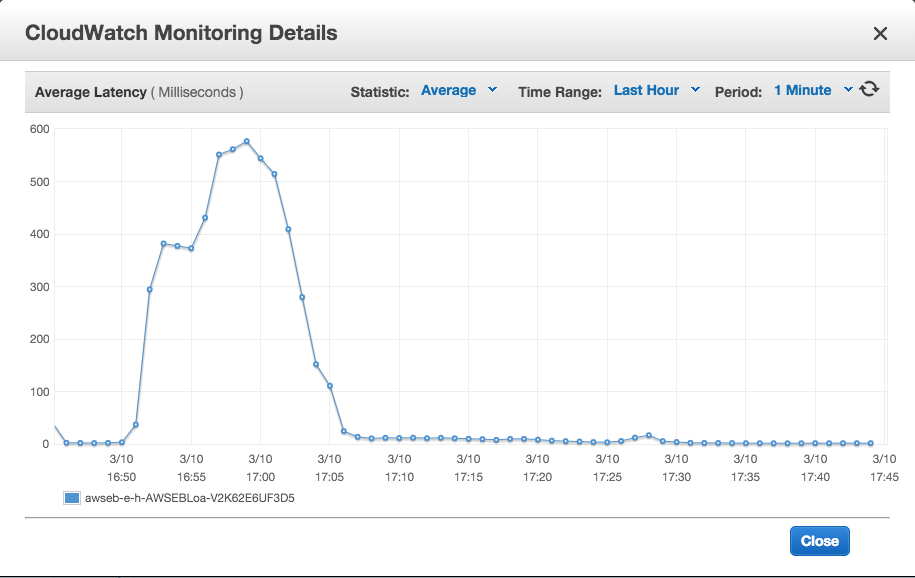 CloudWatch Monitoring Details
Average Latency ( Milliseconds ) Statistic: Average Time Range: Last Hour Period: 1 Minute
600
500
400
300
200
100
0
3/10 3/10 3/10 3/10 3/10 3/10 3/10 3/10 3/10 3/10 3/10 3/10
16:50 16:55 17:00 17:05 17:10 17:15 17:20 17:25 17:30 17:35 17:40 17:45
awseb-e-h-AWSEBLoa-V2K62E6UF3D5
Close